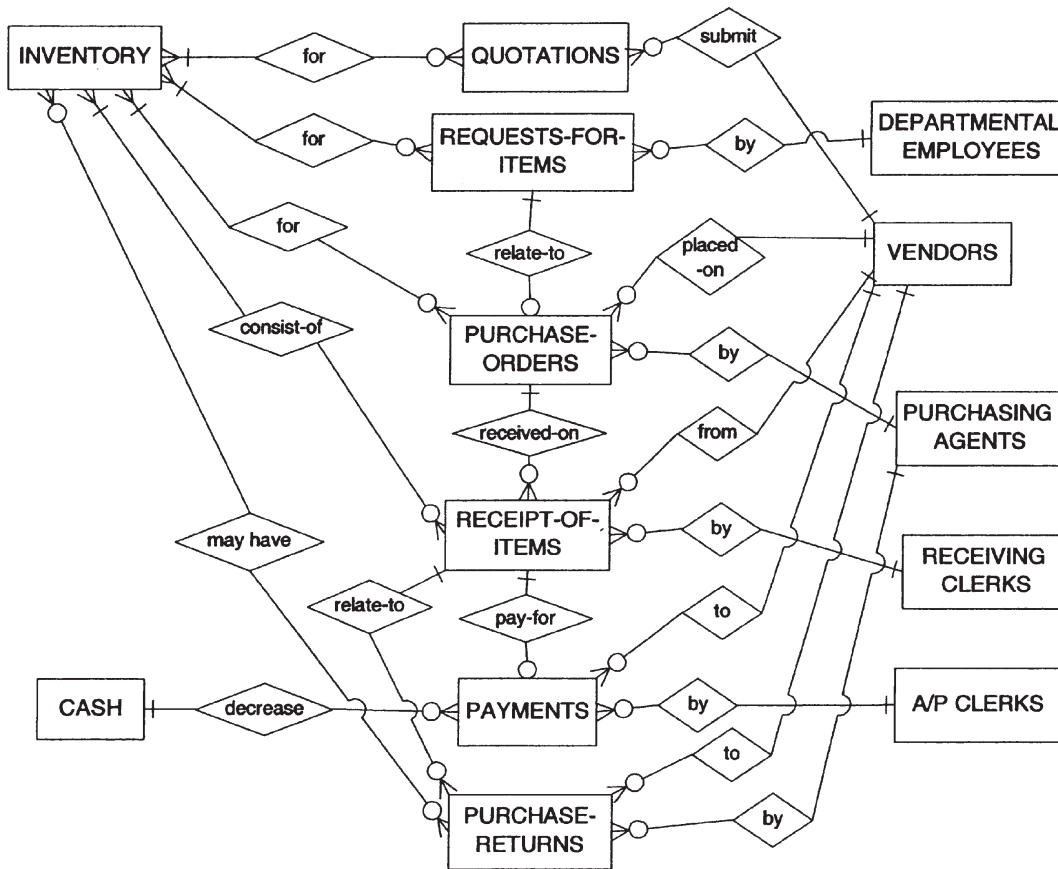 INVENTORY
for
QUOTATIONS
submit
for
REQUESTS-FOR-
ITEMS
by
DEPARTMENTAL
EMPLOYEES
for
relate-to
placed
-on
VENDORS
consist-of
PURCHASE-
ORDERS
by
received-on
from
PURCHASING
AGENTS
may have
RECEIPT-OF-
ITEMS
by
RECEIVING
CLERKS
relate-to
pay-for
to
CASH
decrease
PAYMENTS
by
A/P CLERKS
to
PURCHASE-
RETURNS
by